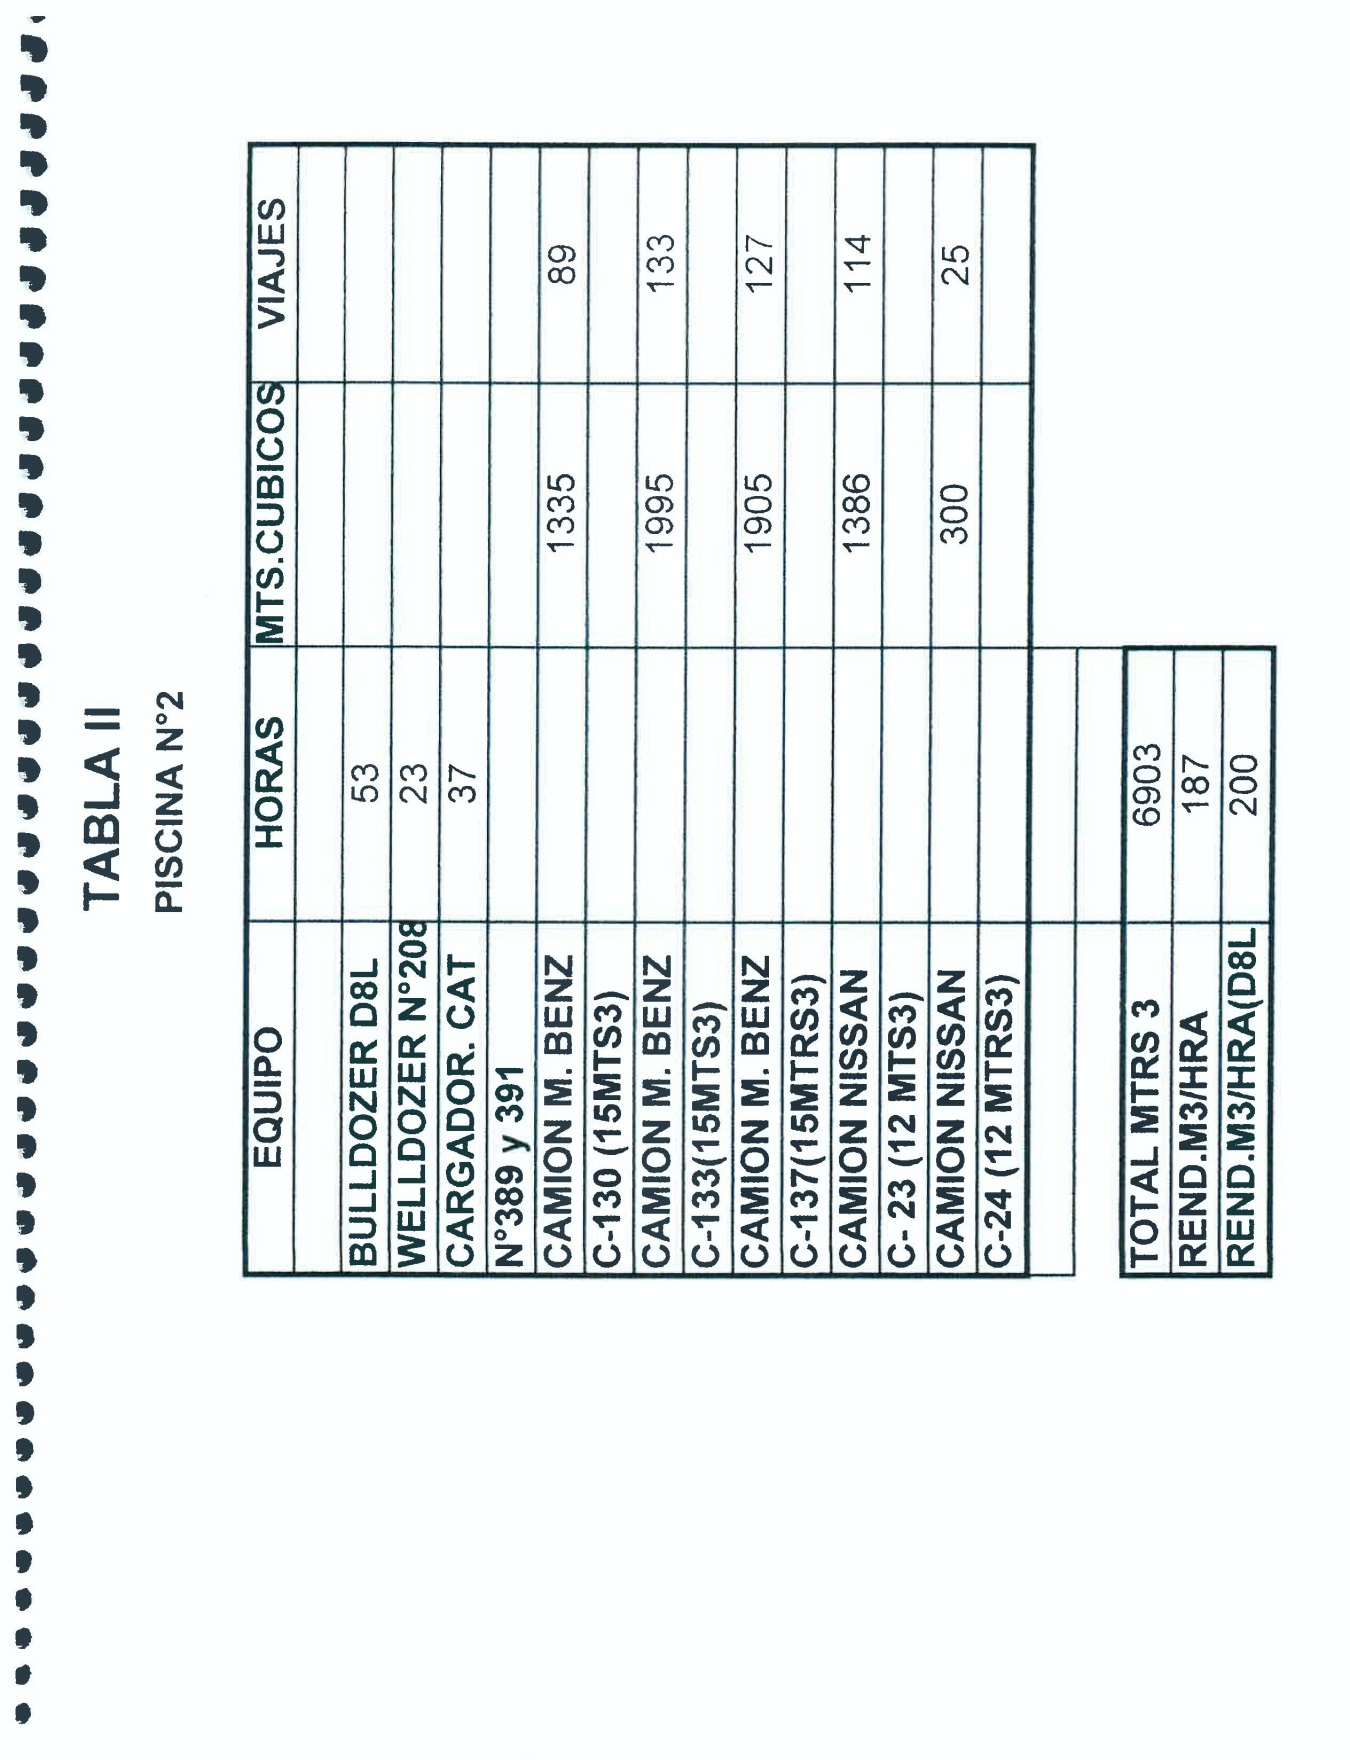 TABLA II
PISCINA N°2
EQUIPO HORAS MTS.CUBICOS VIAJES
BULLDOZER D8L 53
WELLDOZER N°208 23
CARGADOR. CAT 37
N°389 y 391
CAMION M. BENZ 1335 89
C-130 (15MTS3)
CAMION M. BENZ 1995 133
C-133(15MTS3)
CAMION M. BENZ 1905 127
C-137(15MTRS3)
CAMION NISSAN 1386 114
C- 23 (12 MTS3)
CAMION NISSAN 300 25
C-24 (12 MTRS3)
TOTAL MTRS 3 6903
REND.M3/HRA 187
REND.M3/HRA(D8L 200